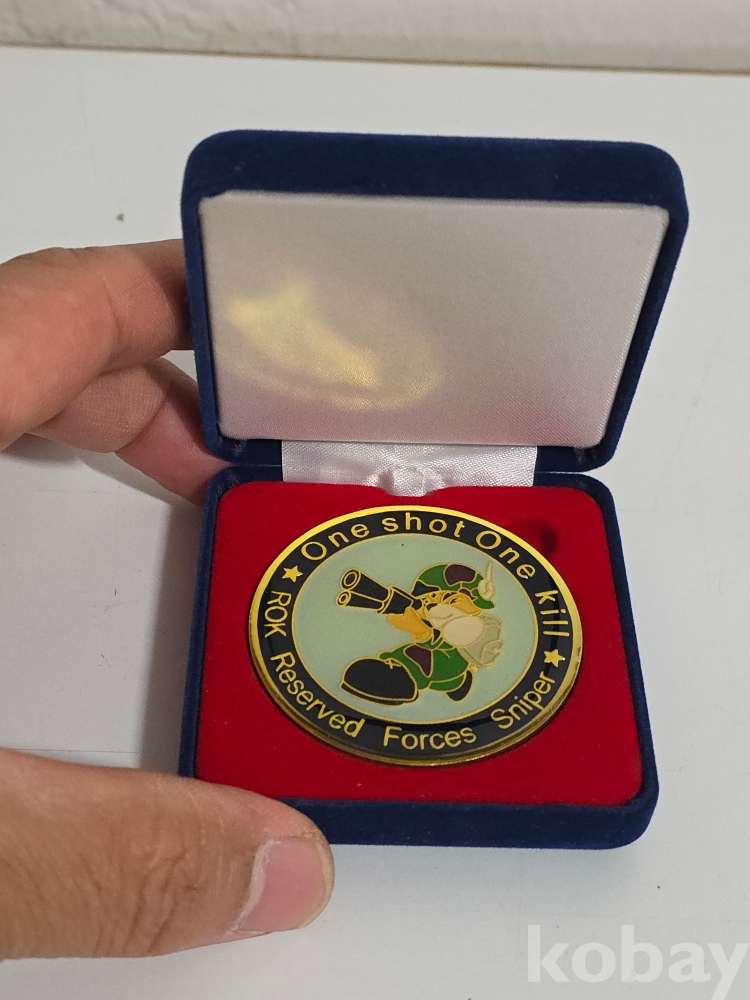 One shot One kill
ROK Reserved Forces Sniper
kobay